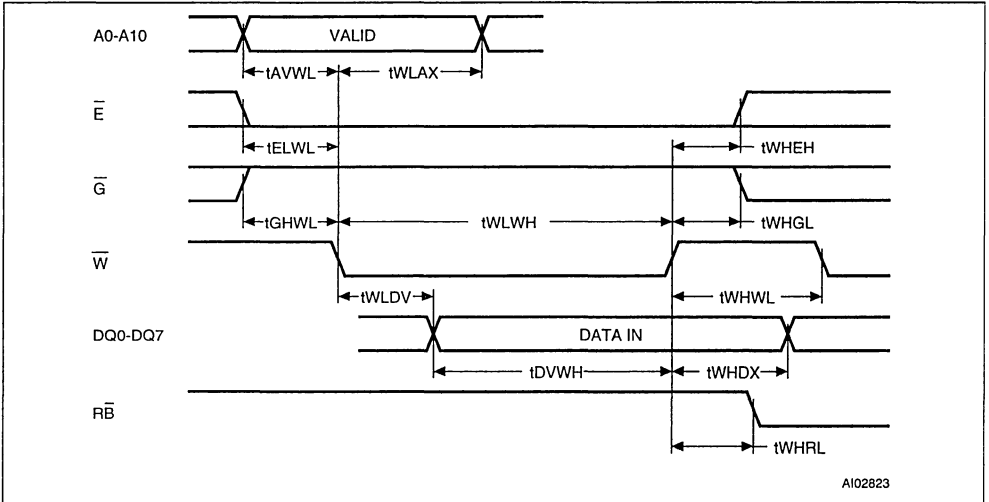 A0-A10 VALID
tAVWL tWLAX
E̅
tELWL tWHEH
G̅
tGHWL tWLWH tWHGL
W̅
tWLDV tWHWL
DQ0-DQ7 DATA IN
tDVWH tWHDX
RB̅
tWHRL
AI02823